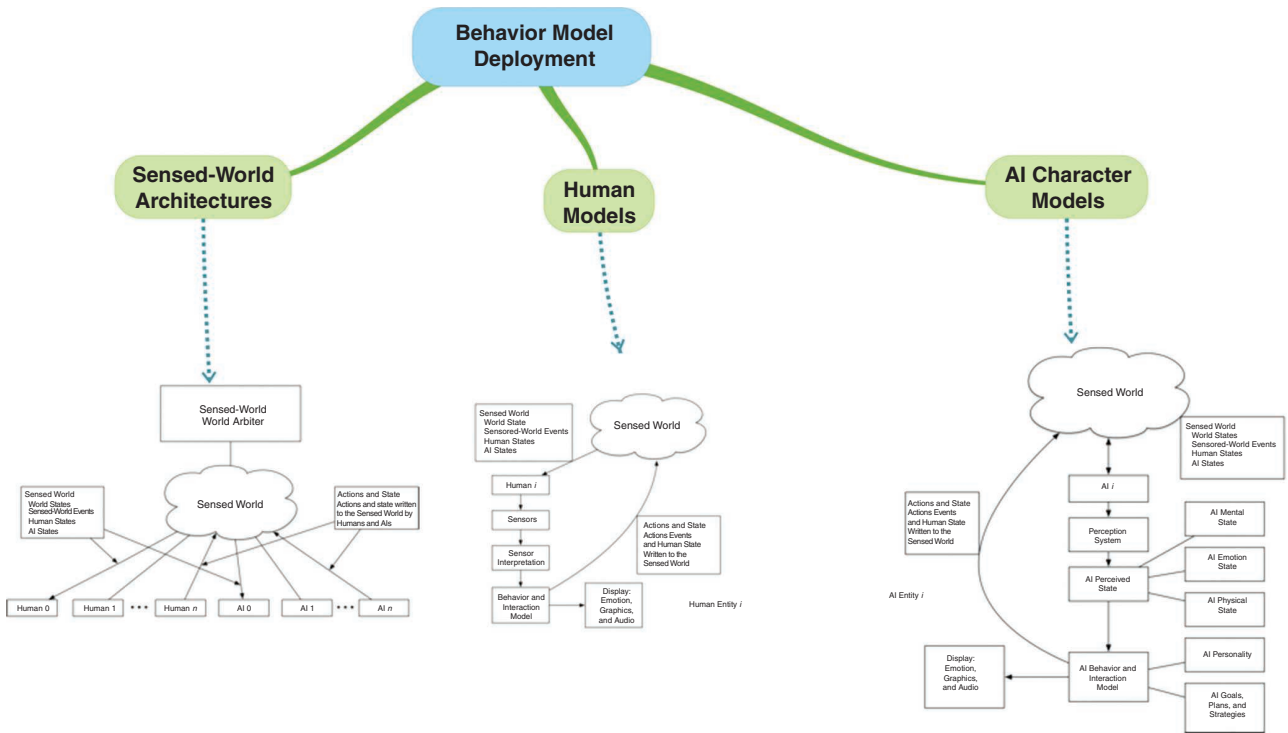 Behavior Model
Deployment
Sensed-World
Architectures
Human
Models
AI Character
Models
Sensed-World
World Arbiter
Sensed World
Sensed World
World States
Sensed-World Events
Human States
AI States
Actions and State
Actions and state written
to the Sensed World by
Humans and AIs
Human 0
Human 1
• • •
Human n
AI 0
AI 1
• • •
AI n
Sensed World
World State
Sensored-World Events
Human States
AI States
Sensed World
Human i
Sensors
Sensor
Interpretation
Behavior and
Interaction
Model
Actions and State
Actions Events
and Human State
Written to the
Sensed World
Display:
Emotion,
Graphics,
and Audio
Human Entity i
Sensed World
Sensed World
World States
Sensored-World Events
Human States
AI States
AI i
Actions and State
Actions Events
and Human State
Written to the
Sensed World
Perception
System
AI Mental
State
AI Perceived
State
AI Emotion
State
AI Physical
State
AI Entity i
Display:
Emotion,
Graphics,
and Audio
AI Behavior and
Interaction
Model
AI Personality
AI Goals,
Plans, and
Strategies